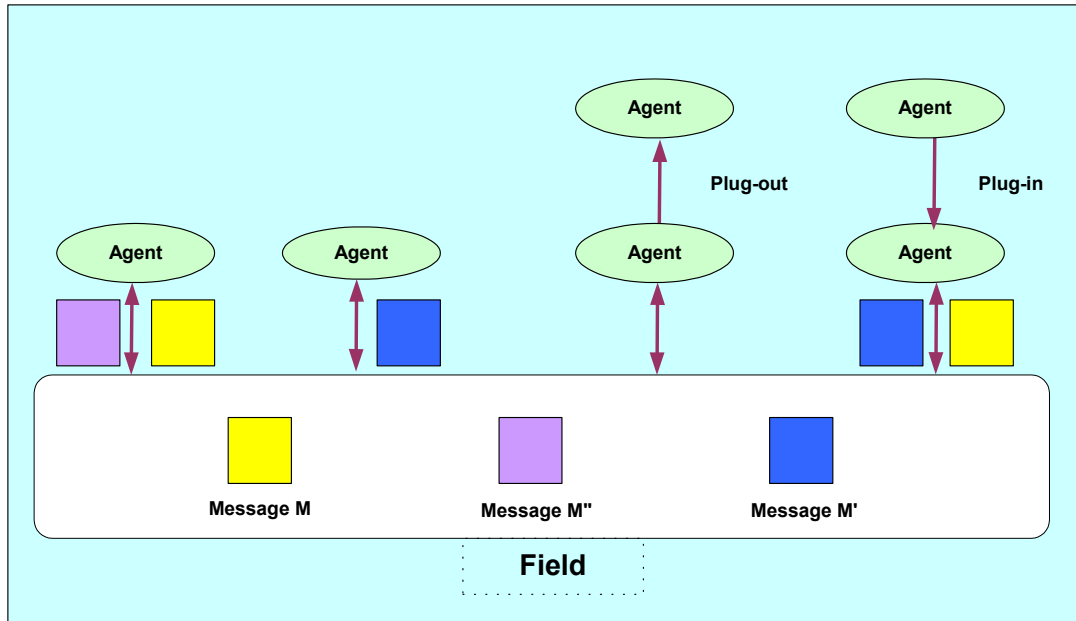 Agent
Agent
Plug-out
Plug-in
Agent
Agent
Agent
Agent
Message M
Message M"
Message M'
Field